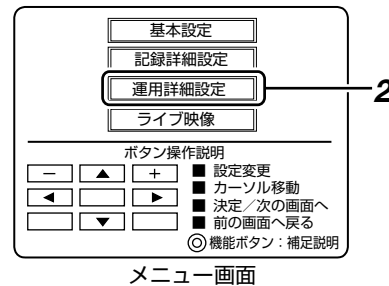 基本設定
記録詳細設定
運用詳細設定
2
ライブ映像
ボタン操作説明
－ ▲ ＋ ■ 設定変更
◀ ▶ ■ カーソル移動
■ 決定／次の画面へ
▼ ■ 前の画面へ戻る
◎機能ボタン：補足説明
メニュー画面